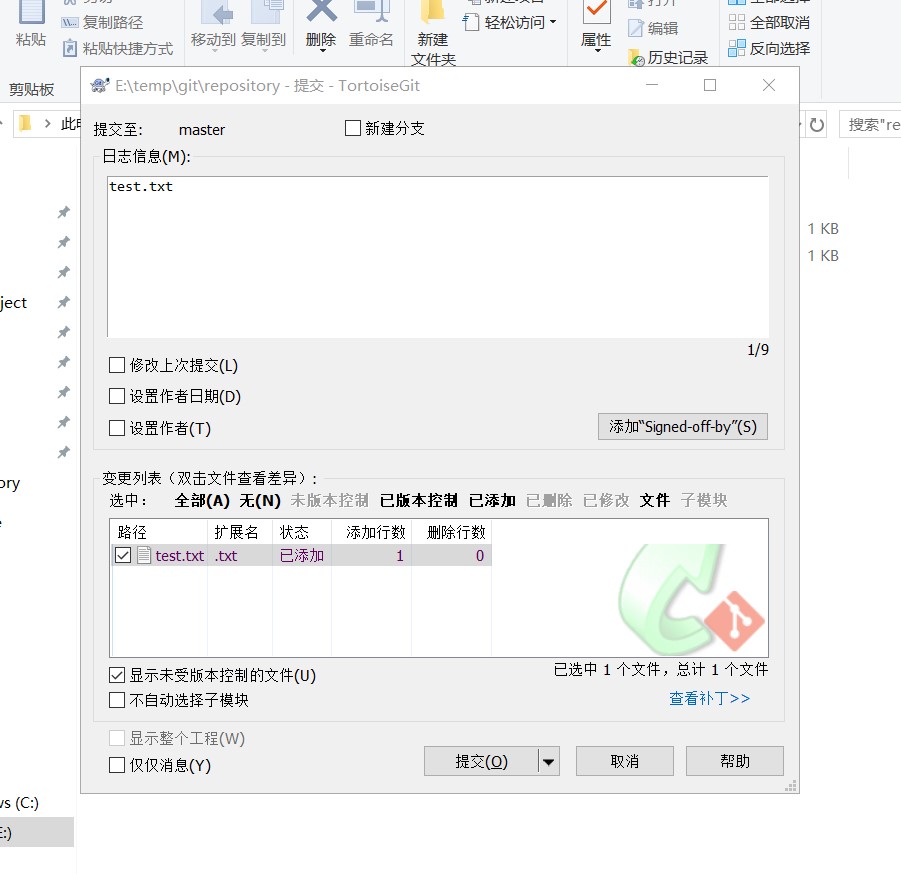 复制路径
打开
全部取消
粘贴
移动到 复制到 删除 重命名 新建
文件夹
轻松访问
属性
编辑
粘贴快捷方式
历史记录
反向选择
剪贴板
E:\temp\git\repository - 提交 - TortoiseGit
搜索"re
提交至: master 新建分支
日志信息(M):
test.txt
1 KB
1 KB
ject
1/9
修改上次提交(L)
设置作者日期(D)
设置作者(T)
添加“Signed-off-by”(S)
变更列表（双击文件查看差异）:
ory
选中： 全部(A) 无(N) 未版本控制 已版本控制 已添加 已删除 已修改 文件 子模块
路径 扩展名 状态 添加行数 删除行数
test.txt .txt 已添加 1 0
显示未受版本控制的文件(U)
已选中 1 个文件，总计 1 个文件
不自动选择子模块
查看补丁>>
显示整个工程(W)
仅仅消息(Y)
提交(O) 取消 帮助
ws (C:)
E:)